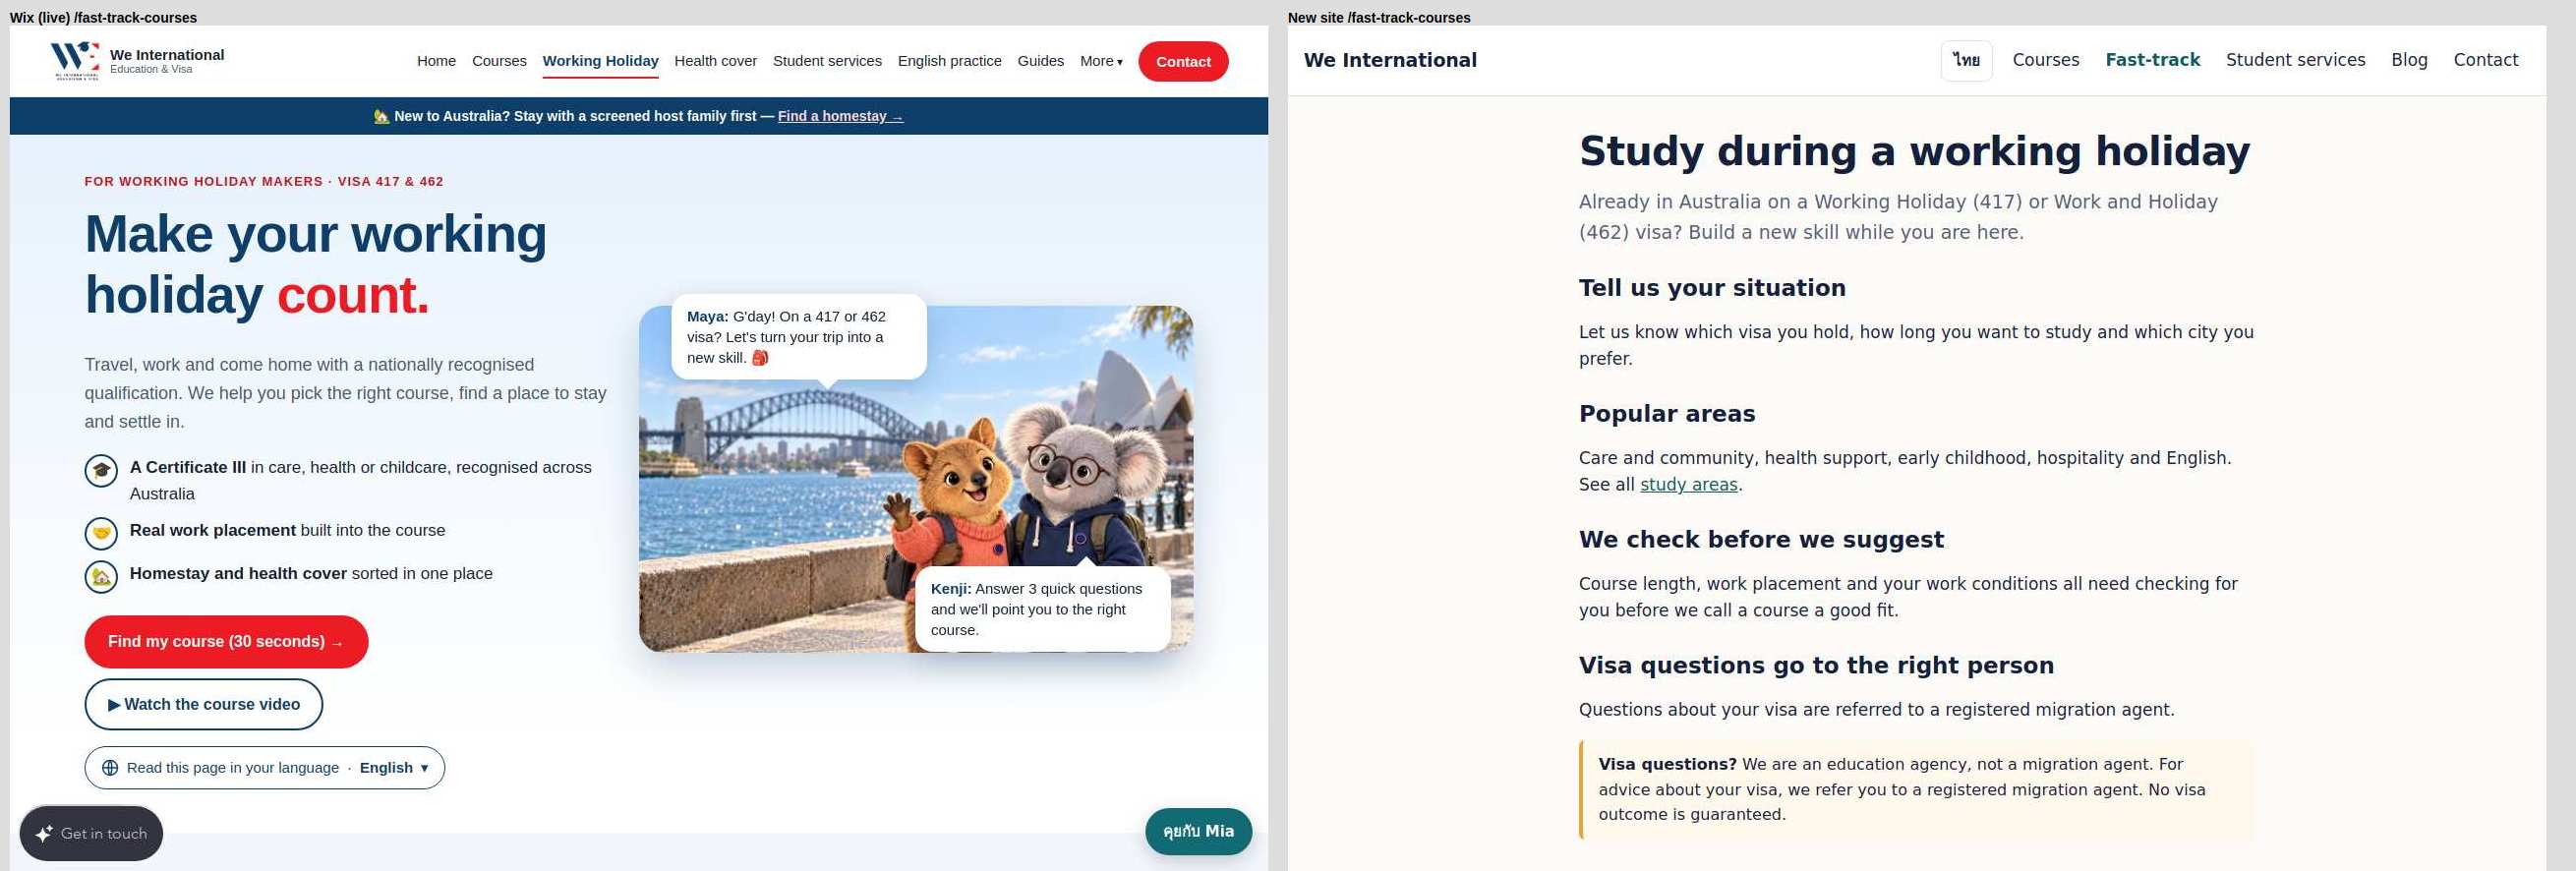 Wix (live) /fast-track-courses
We International
Education & Visa
Home Courses Working Holiday Health cover Student services English practice Guides More ▾ Contact
🏡 New to Australia? Stay with a screened host family first — Find a homestay →
FOR WORKING HOLIDAY MAKERS · VISA 417 & 462
Make your working
holiday count.
Travel, work and come home with a nationally recognised
qualification. We help you pick the right course, find a place to stay
and settle in.
A Certificate III in care, health or childcare, recognised across
Australia
Real work placement built into the course
Homestay and health cover sorted in one place
Find my course (30 seconds) →
▶ Watch the course video
Read this page in your language · English ▾
Maya: G'day! On a 417 or 462
visa? Let's turn your trip into a
new skill. 🎒
Kenji: Answer 3 quick questions
and we'll point you to the right
course.
Get in touch
คุยกับ Mia
New site /fast-track-courses
We International
ไทย Courses Fast-track Student services Blog Contact
Study during a working holiday
Already in Australia on a Working Holiday (417) or Work and Holiday
(462) visa? Build a new skill while you are here.
Tell us your situation
Let us know which visa you hold, how long you want to study and which city you
prefer.
Popular areas
Care and community, health support, early childhood, hospitality and English.
See all study areas.
We check before we suggest
Course length, work placement and your work conditions all need checking for
you before we call a course a good fit.
Visa questions go to the right person
Questions about your visa are referred to a registered migration agent.
Visa questions? We are an education agency, not a migration agent. For
advice about your visa, we refer you to a registered migration agent. No visa
outcome is guaranteed.